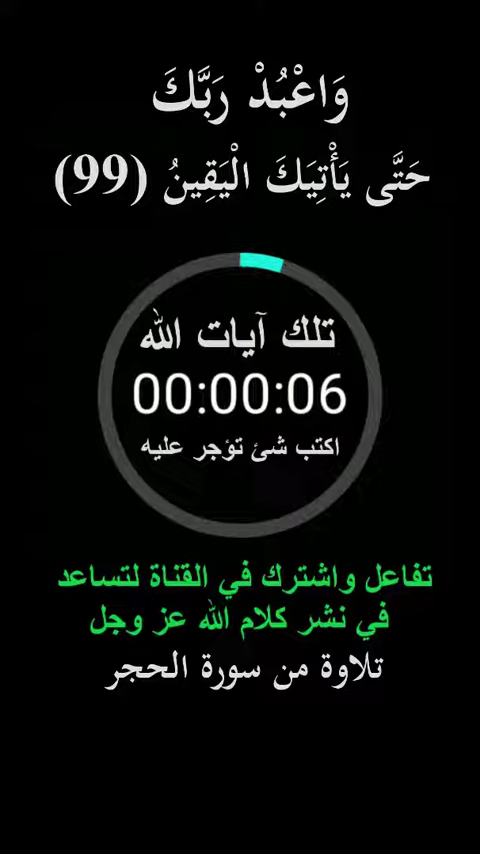 وَاعْبُدْ رَبَّكَ
حَتَّى يَأْتِيَكَ الْيَقِينُ (99)
تلك آيات الله
00:00:06
اكتب شئ تؤجر عليه
تفاعل واشترك في القناة لتساعد
في نشر كلام الله عز وجل
تلاوة من سورة الحجر